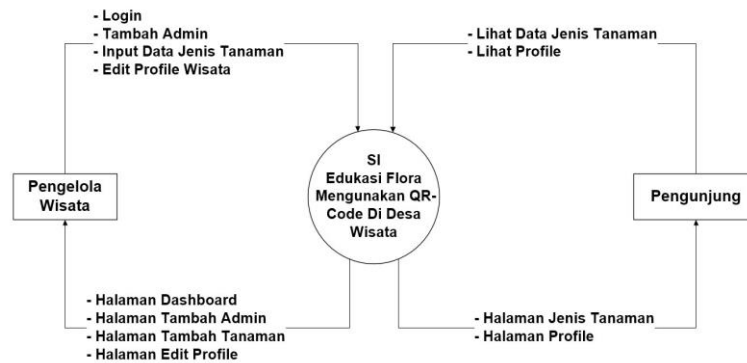 - Login
- Tambah Admin
- Input Data Jenis Tanaman
- Edit Profile Wisata
- Lihat Data Jenis Tanaman
- Lihat Profile
Pengelola
Wisata
SI
Edukasi Flora
Mengunakan QR-
Code Di Desa
Wisata
Pengunjung
- Halaman Dashboard
- Halaman Tambah Admin
- Halaman Tambah Tanaman
- Halaman Edit Profile
- Halaman Jenis Tanaman
- Halaman Profile